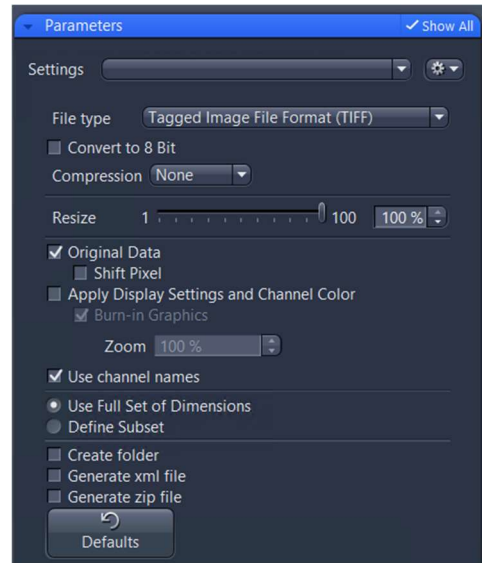 Parameters Show All
Settings
File type Tagged Image File Format (TIFF)
Convert to 8 Bit
Compression None
Resize 1 100 100 %
Original Data
Shift Pixel
Apply Display Settings and Channel Color
Burn-in Graphics
Zoom 100 %
Use channel names
Use Full Set of Dimensions
Define Subset
Create folder
Generate xml file
Generate zip file
Defaults